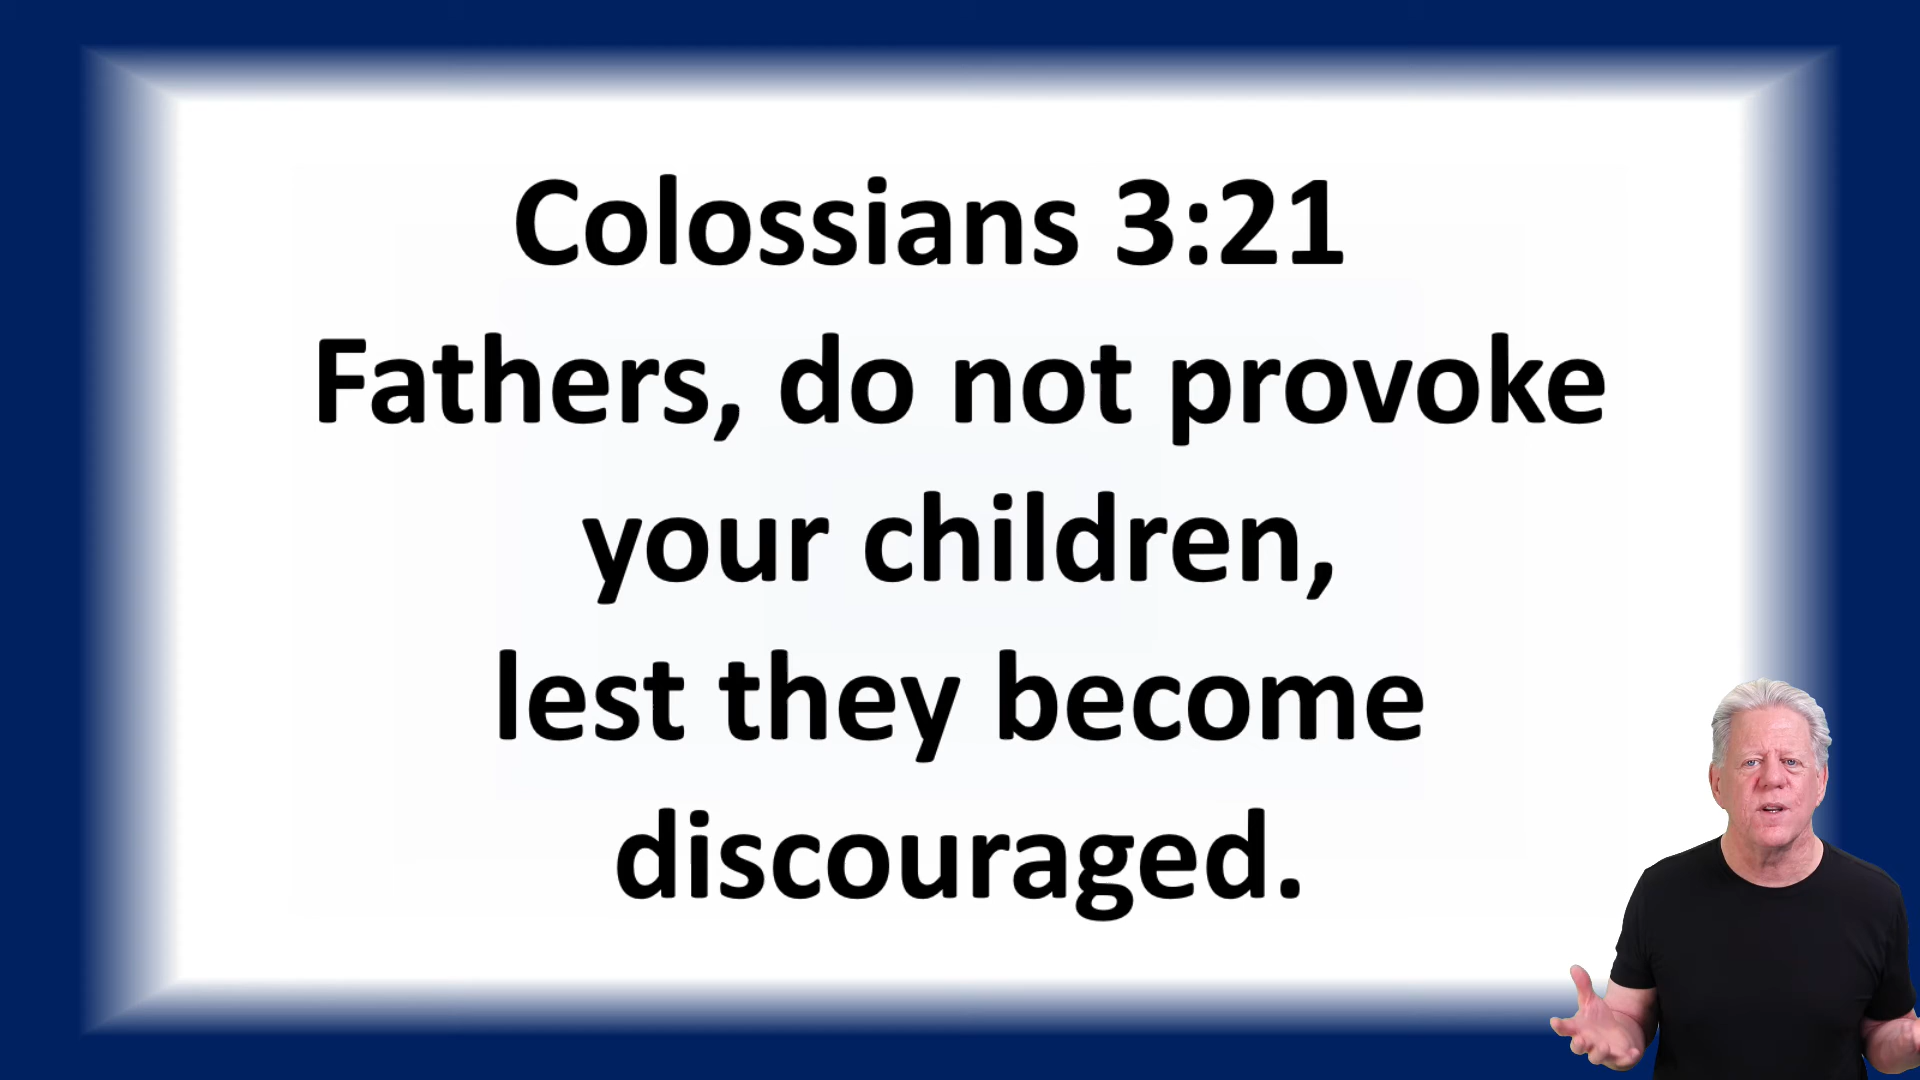 Colossians 3:21
Fathers, do not provoke
your children,
lest they become
discouraged.